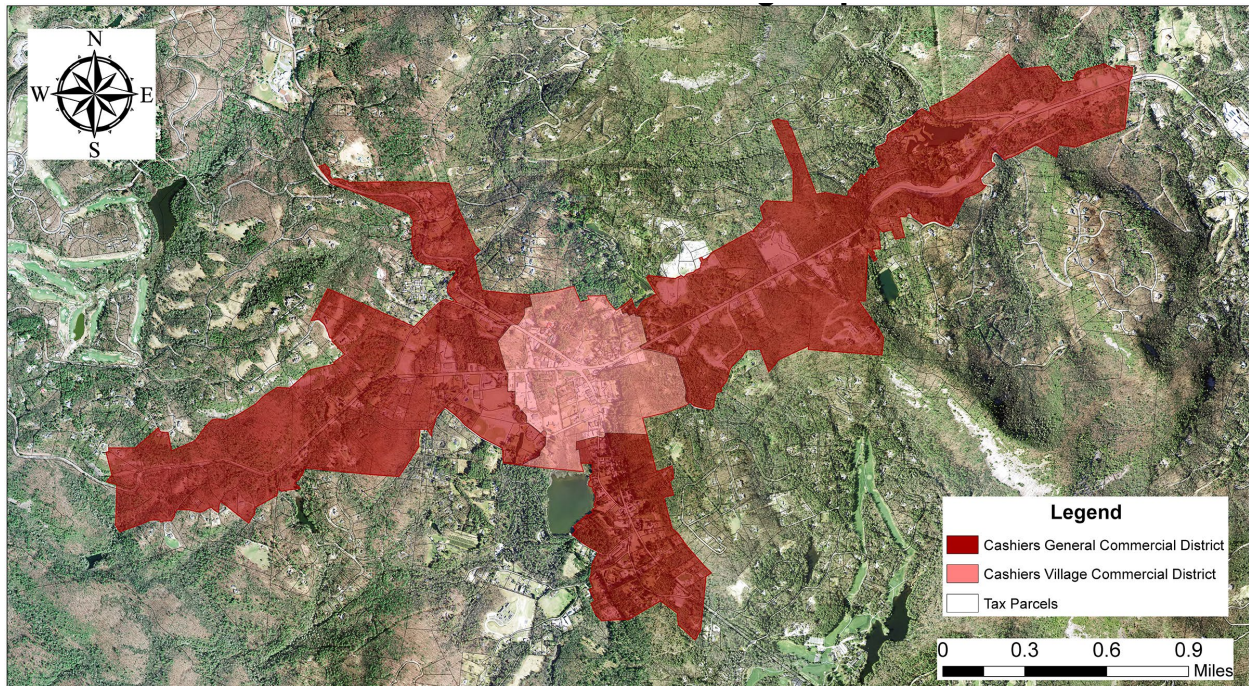 N
W E
S
Legend
Cashiers General Commercial District
Cashiers Village Commercial District
Tax Parcels
0 0.3 0.6 0.9
Miles